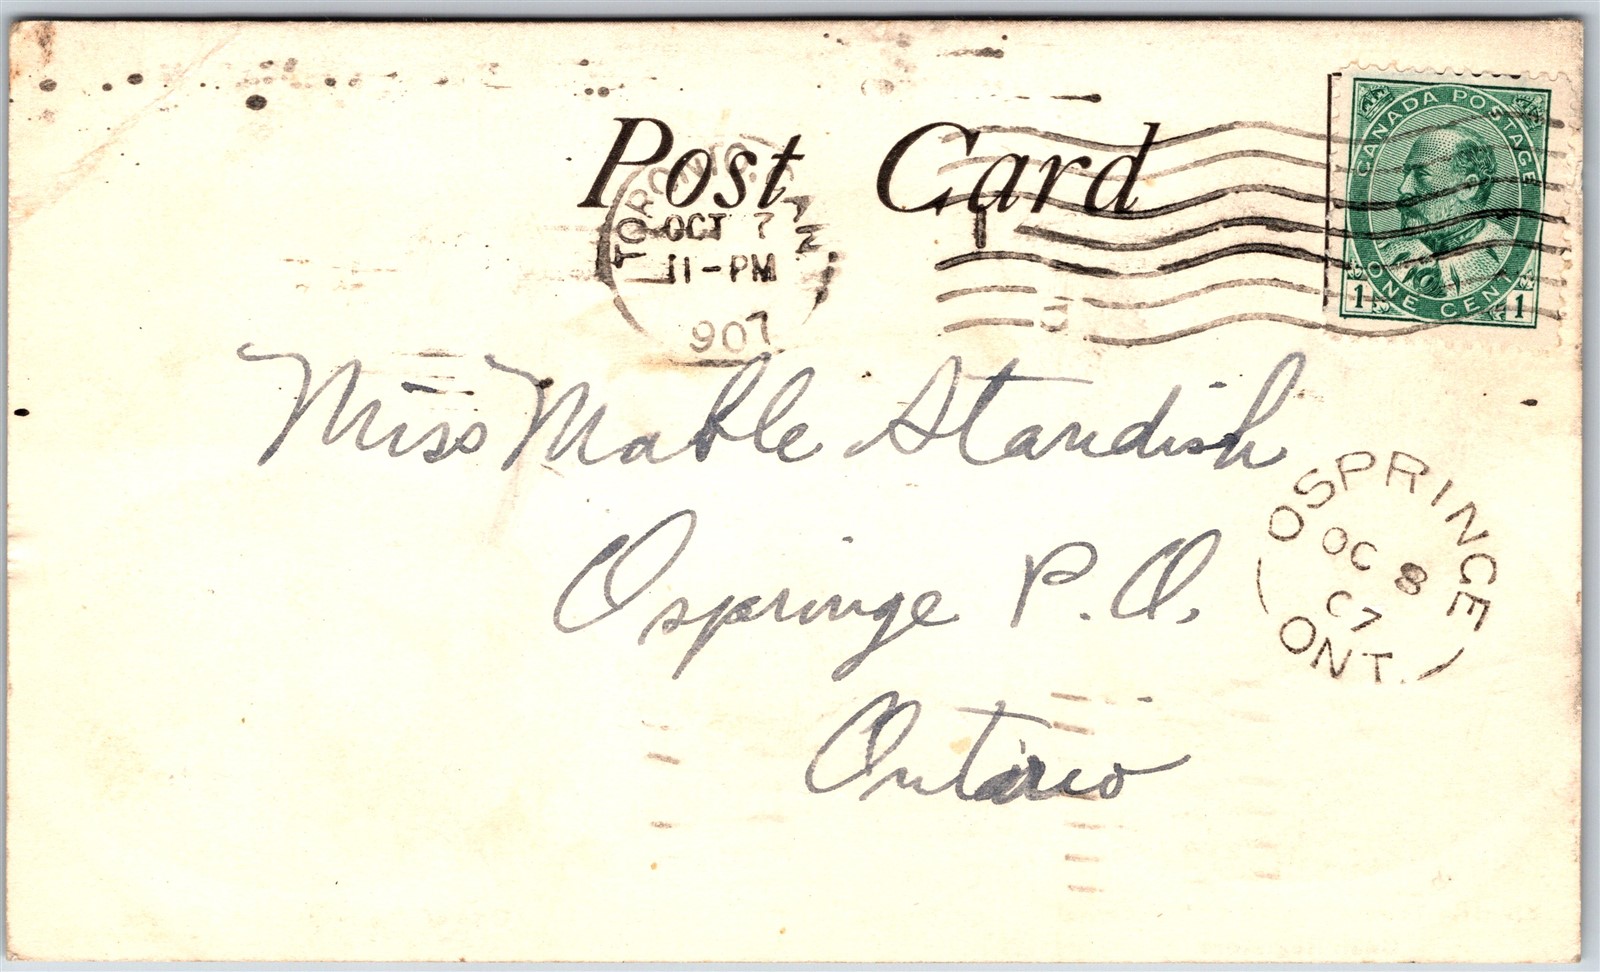 Post Card
CANADA POSTAGE
ONE CENT
1 1
TORONTO, CAN
OCT 7
11-PM
907
Miss Mable Standish
Ospringe P.O.
Ontario
OSPRINGE
OC 8
07
ONT.